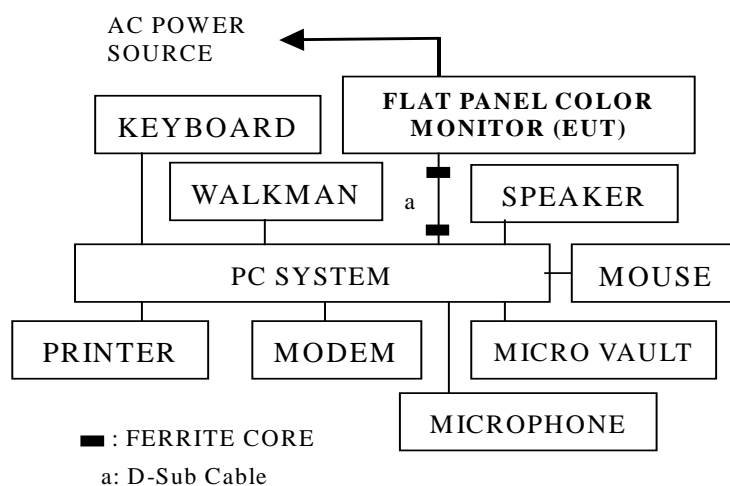 AC POWER
SOURCE
FLAT PANEL COLOR
MONITOR (EUT)
KEYBOARD
WALKMAN
a
SPEAKER
PC SYSTEM
MOUSE
PRINTER
MODEM
MICRO VAULT
MICROPHONE
: FERRITE CORE
a: D-Sub Cable